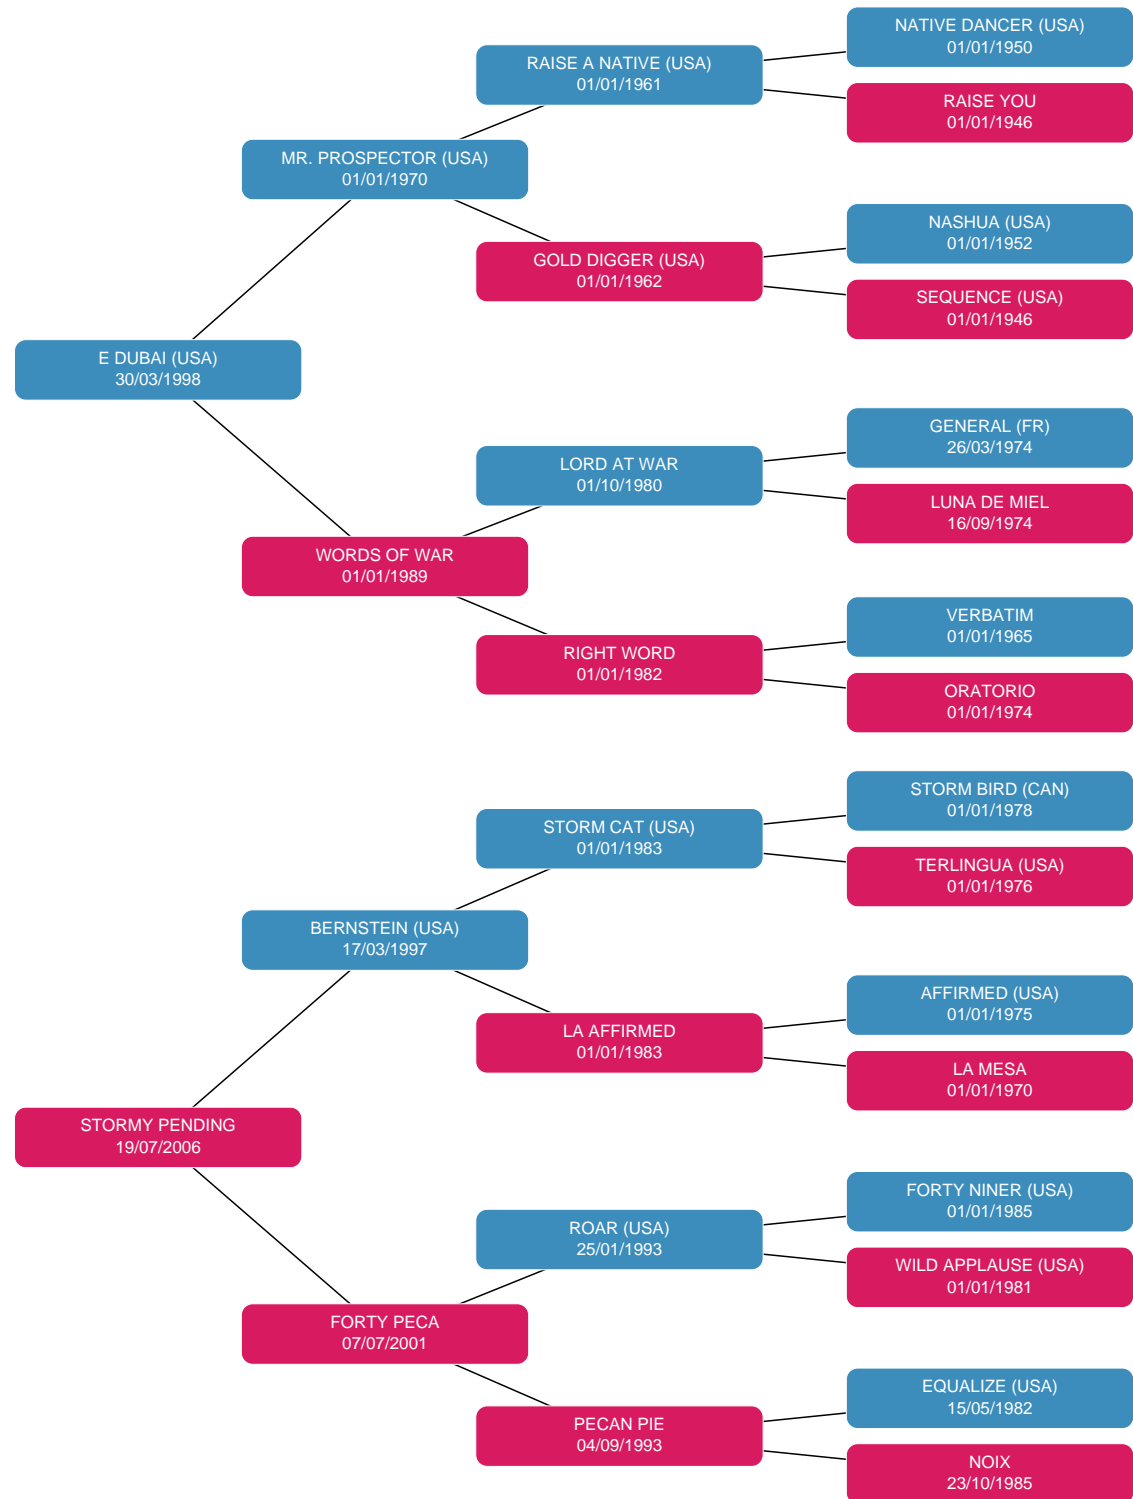 NATIVE DANCER (USA)
01/01/1950
RAISE A NATIVE (USA)
01/01/1961
RAISE YOU
01/01/1946
MR. PROSPECTOR (USA)
01/01/1970
NASHUA (USA)
01/01/1952
GOLD DIGGER (USA)
01/01/1962
SEQUENCE (USA)
01/01/1946
E DUBAI (USA)
30/03/1998
GENERAL (FR)
26/03/1974
LORD AT WAR
01/10/1980
LUNA DE MIEL
16/09/1974
WORDS OF WAR
01/01/1989
VERBATIM
01/01/1965
RIGHT WORD
01/01/1982
ORATORIO
01/01/1974
STORM BIRD (CAN)
01/01/1978
STORM CAT (USA)
01/01/1983
TERLINGUA (USA)
01/01/1976
BERNSTEIN (USA)
17/03/1997
AFFIRMED (USA)
01/01/1975
LA AFFIRMED
01/01/1983
LA MESA
01/01/1970
STORMY PENDING
19/07/2006
FORTY NINER (USA)
01/01/1985
ROAR (USA)
25/01/1993
WILD APPLAUSE (USA)
01/01/1981
FORTY PECA
07/07/2001
EQUALIZE (USA)
15/05/1982
PECAN PIE
04/09/1993
NOIX
23/10/1985